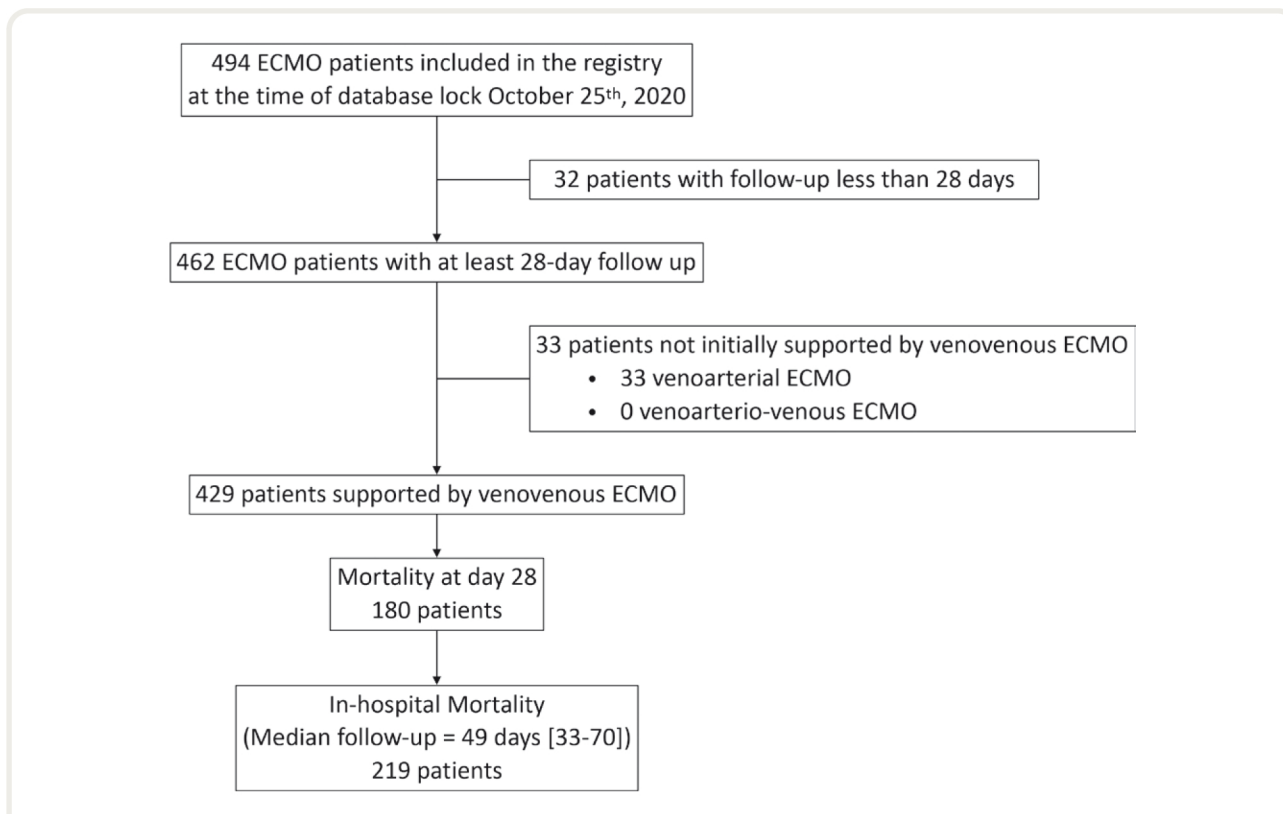 494 ECMO patients included in the registry
at the time of database lock October 25th, 2020
32 patients with follow-up less than 28 days
462 ECMO patients with at least 28-day follow up
33 patients not initially supported by venovenous ECMO
• 33 venoarterial ECMO
• 0 venoarterio-venous ECMO
429 patients supported by venovenous ECMO
Mortality at day 28
180 patients
In-hospital Mortality
(Median follow-up = 49 days [33-70])
219 patients